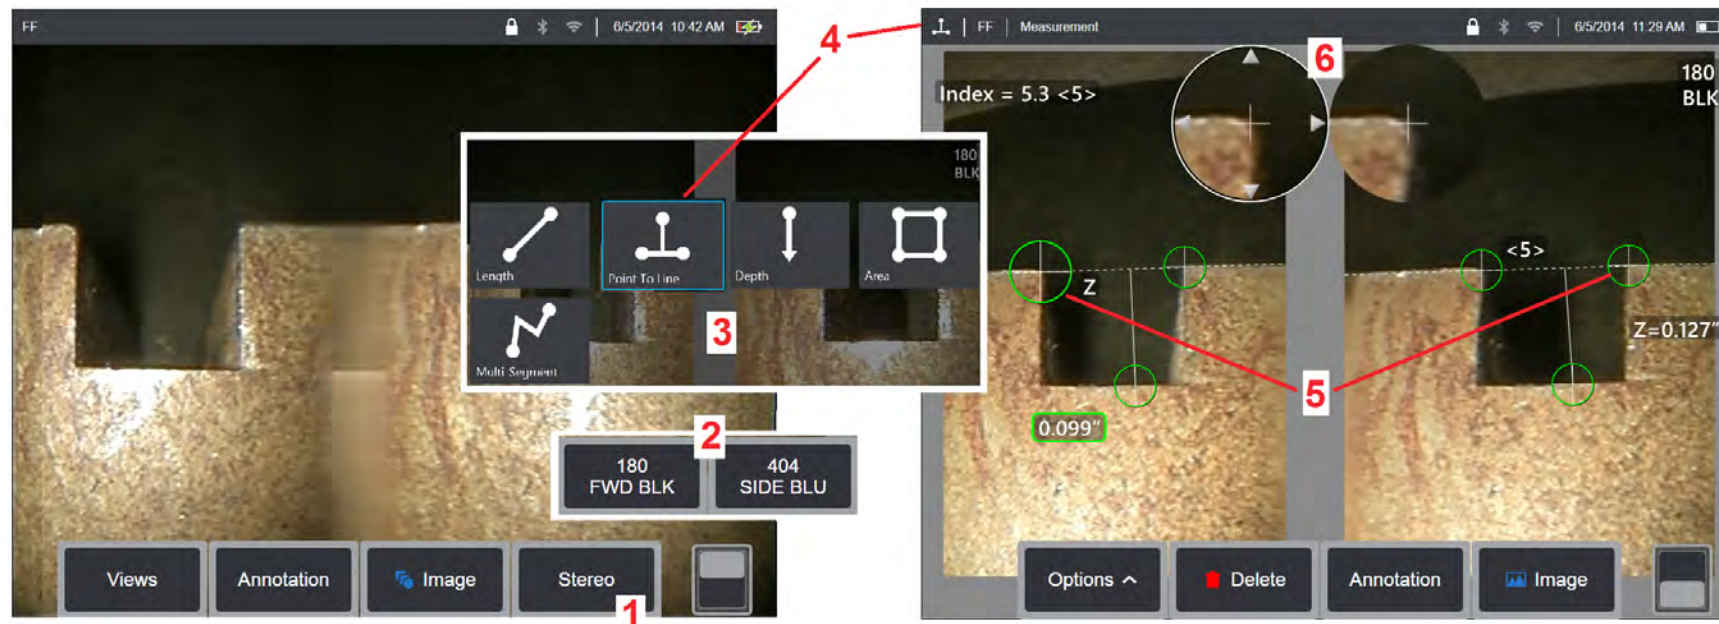 FF
6/5/2014 10:42 AM
4
FF
Measurement
6/5/2014 11:29 AM
6
Index = 5.3 <5>
180
BLK
180
BLK
Length
Point To Line
Depth
Area
Multi Segment
3
<5>
Z
Z=0.127"
5
0.099"
2
180
FWD BLK
404
SIDE BLU
Views
Annotation
Image
Stereo
1
Options
Delete
Annotation
Image